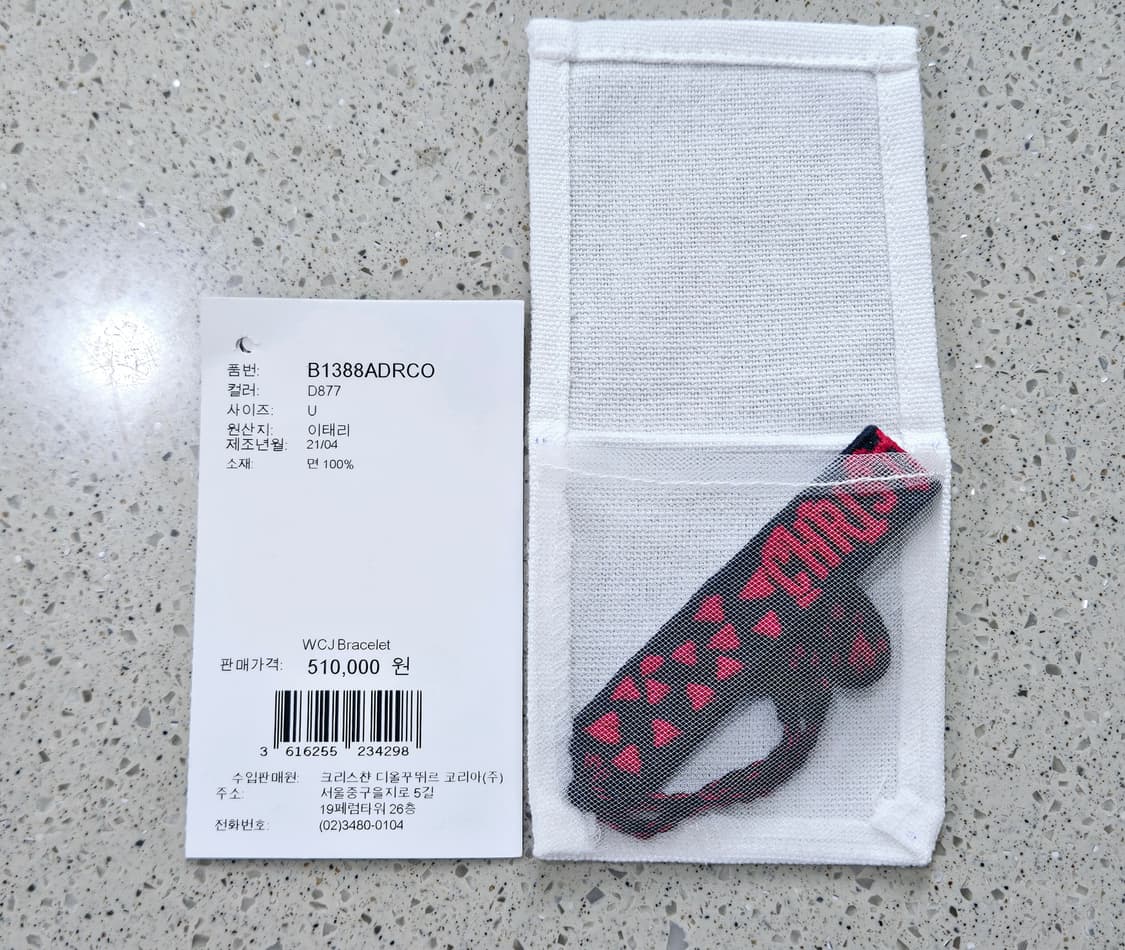 품번: B1388ADRCO
컬러: D877
사이즈: U
원산지: 이태리
제조년월: 21/04
소재: 면 100%
WCJ Bracelet
판매가격: 510,000 원
3 616255 234298
수입판매원: 크리스챤 디올꾸뛰르 코리아(주)
주소: 서울중구을지로 5길
19페럼타워 26층
전화번호: (02)3480-0104
CHRIS